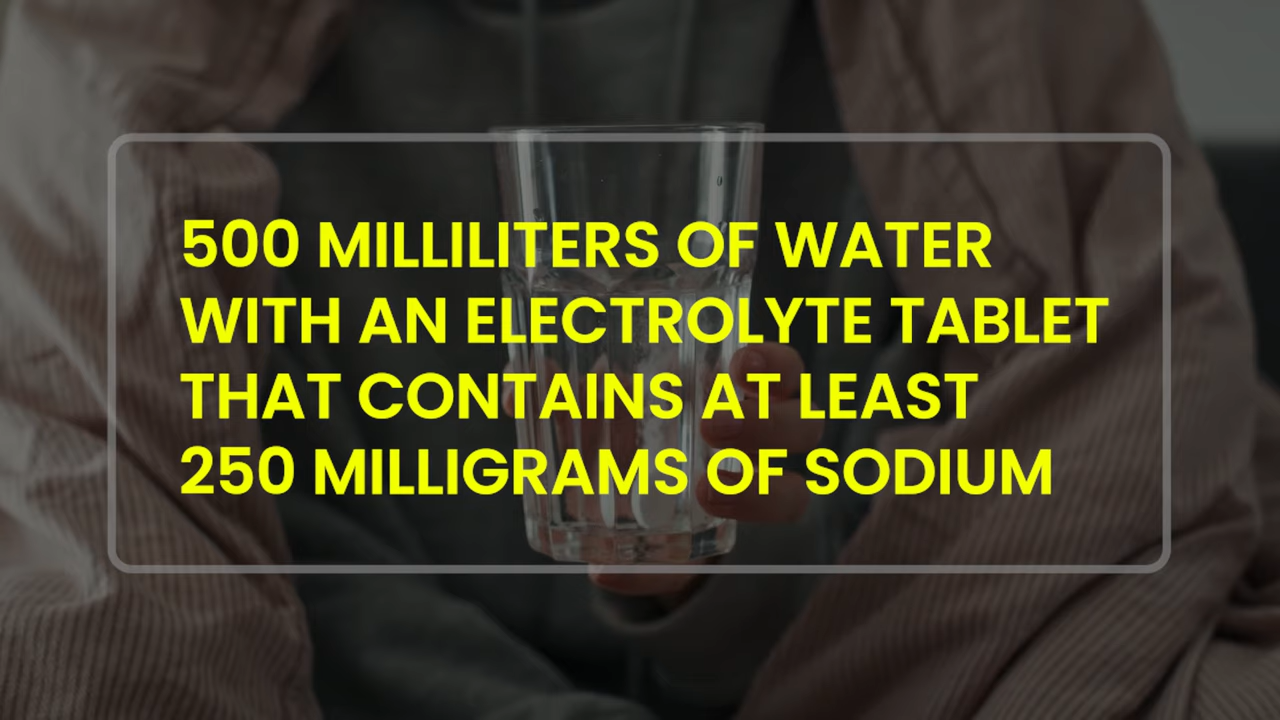 500 MILLILITERS OF WATER
WITH AN ELECTROLYTE TABLET
THAT CONTAINS AT LEAST
250 MILLIGRAMS OF SODIUM